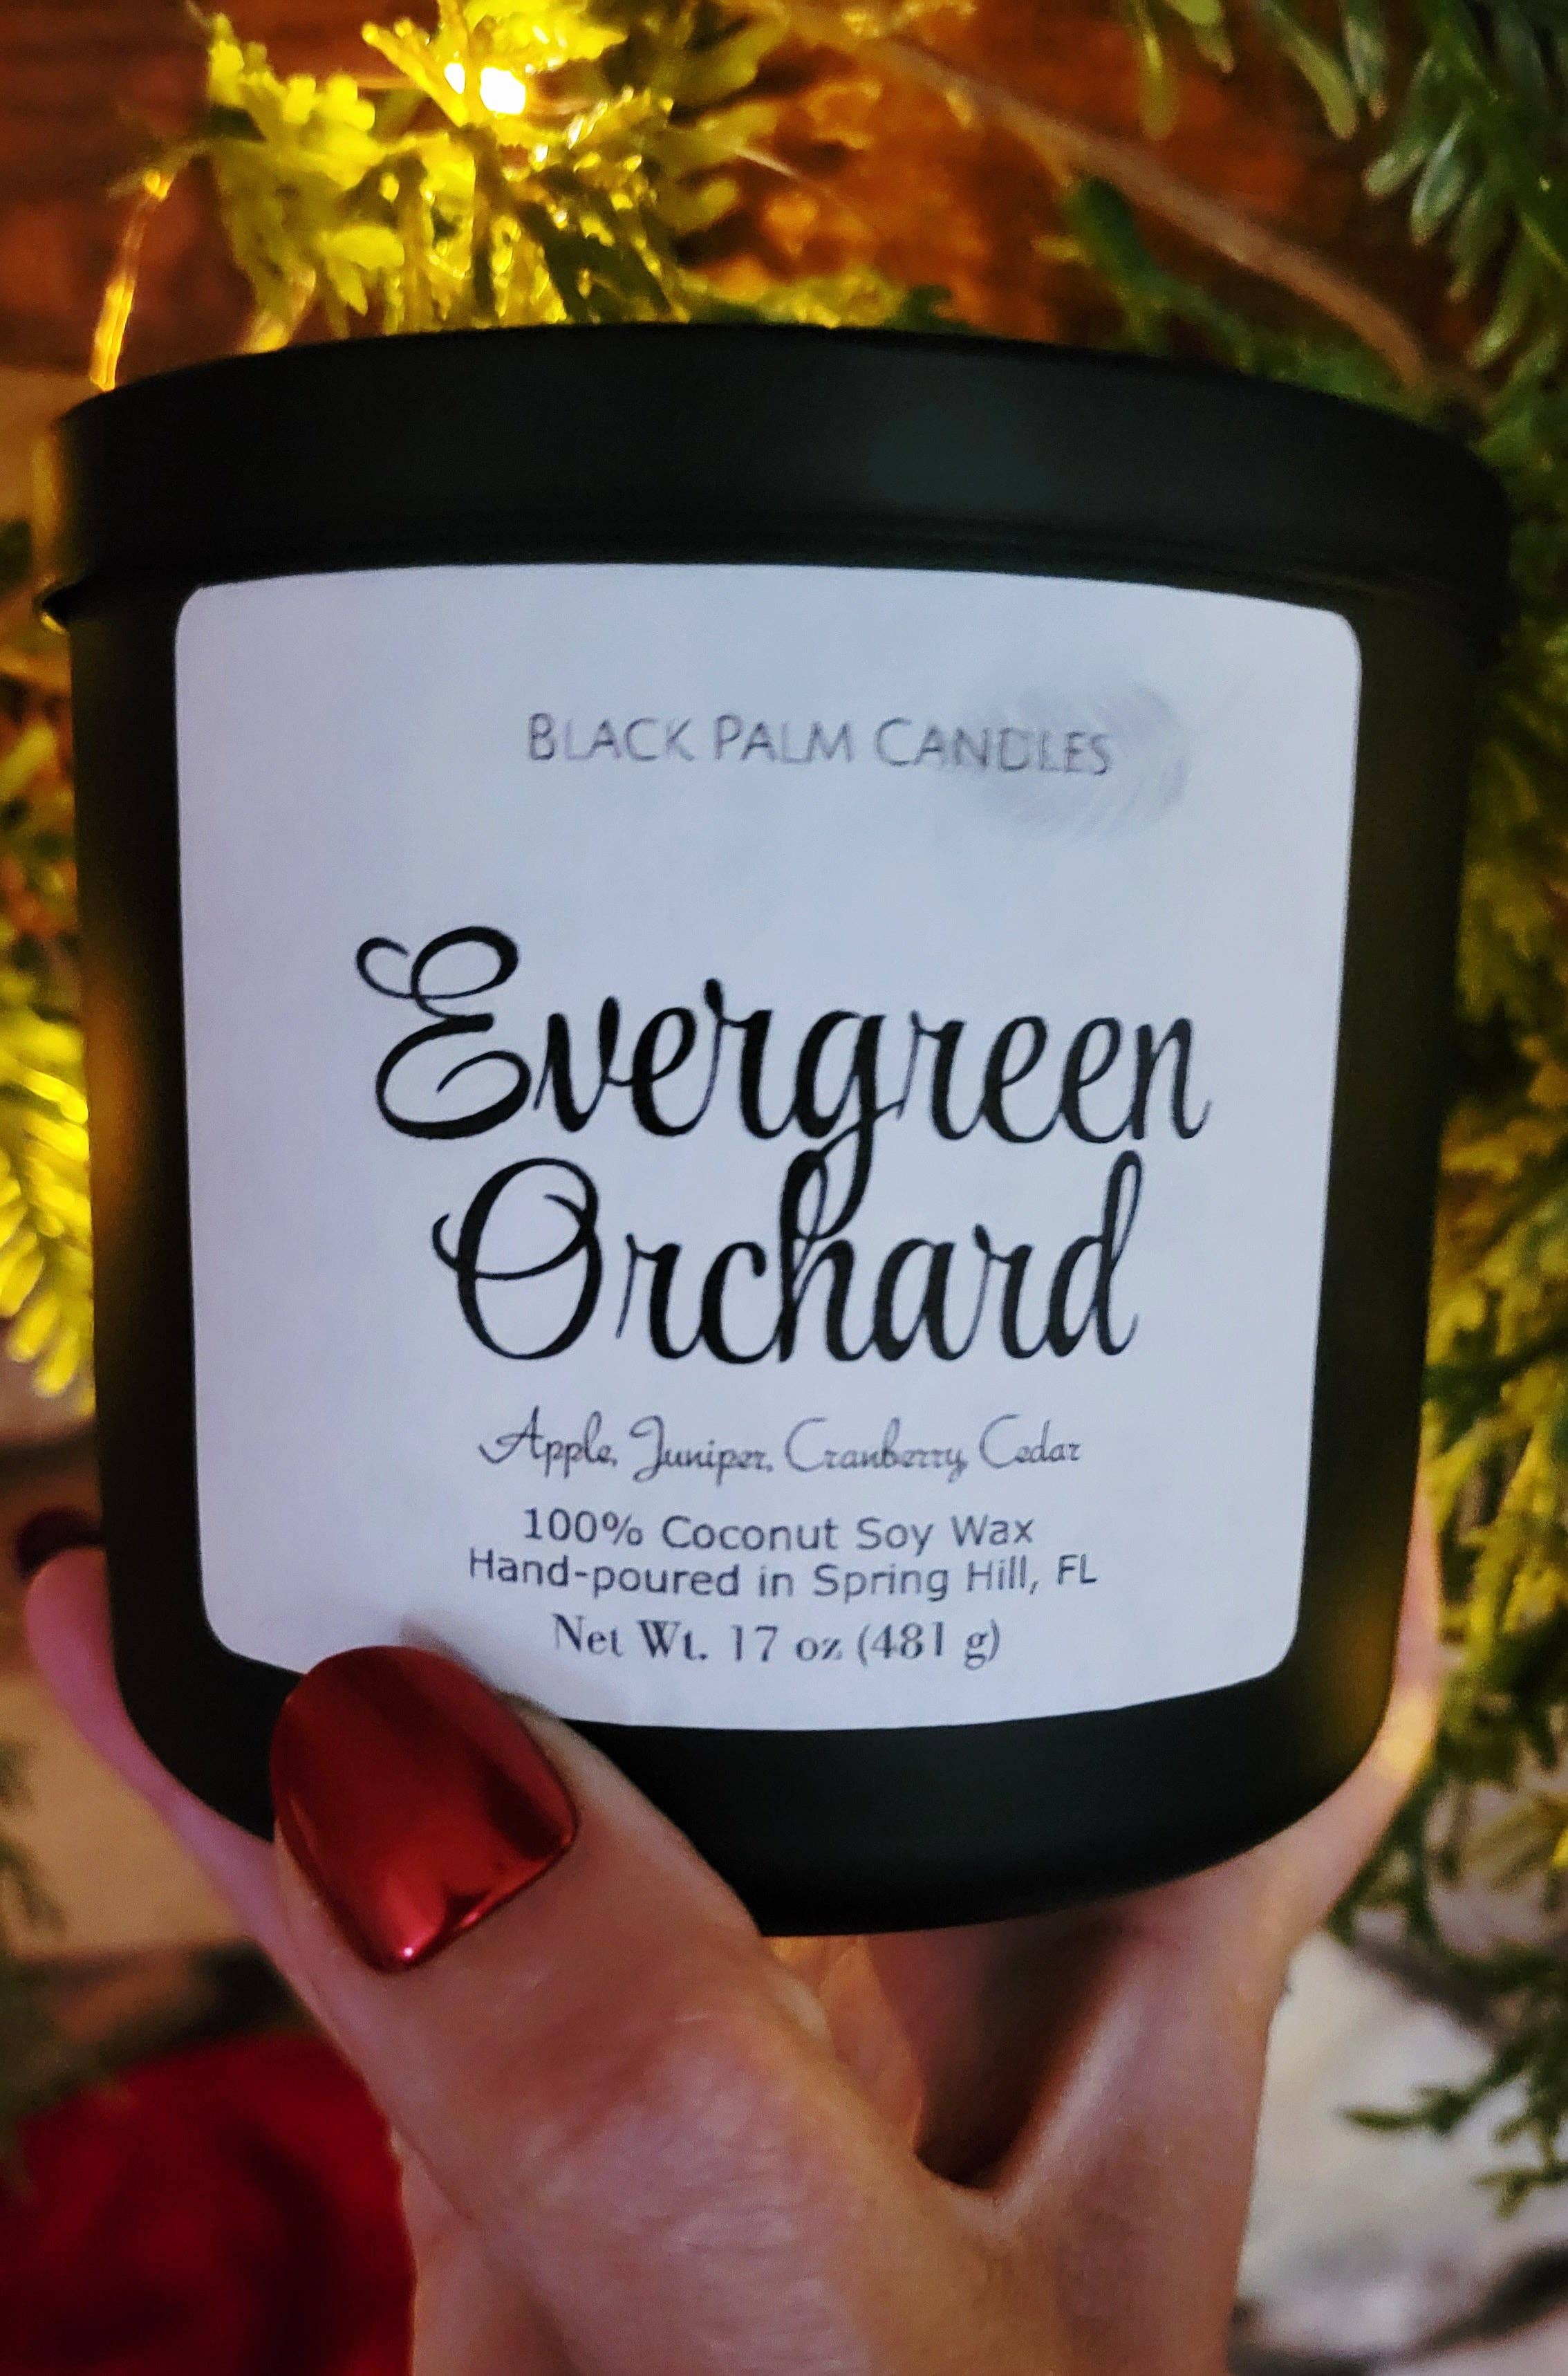 BLACK PALM CANDLES
Evergreen
Orchard
Apple, Juniper, Cranberry, Cedar
100% Coconut Soy Wax
Hand-poured in Spring Hill, FL
Net Wt. 17 oz (481 g)